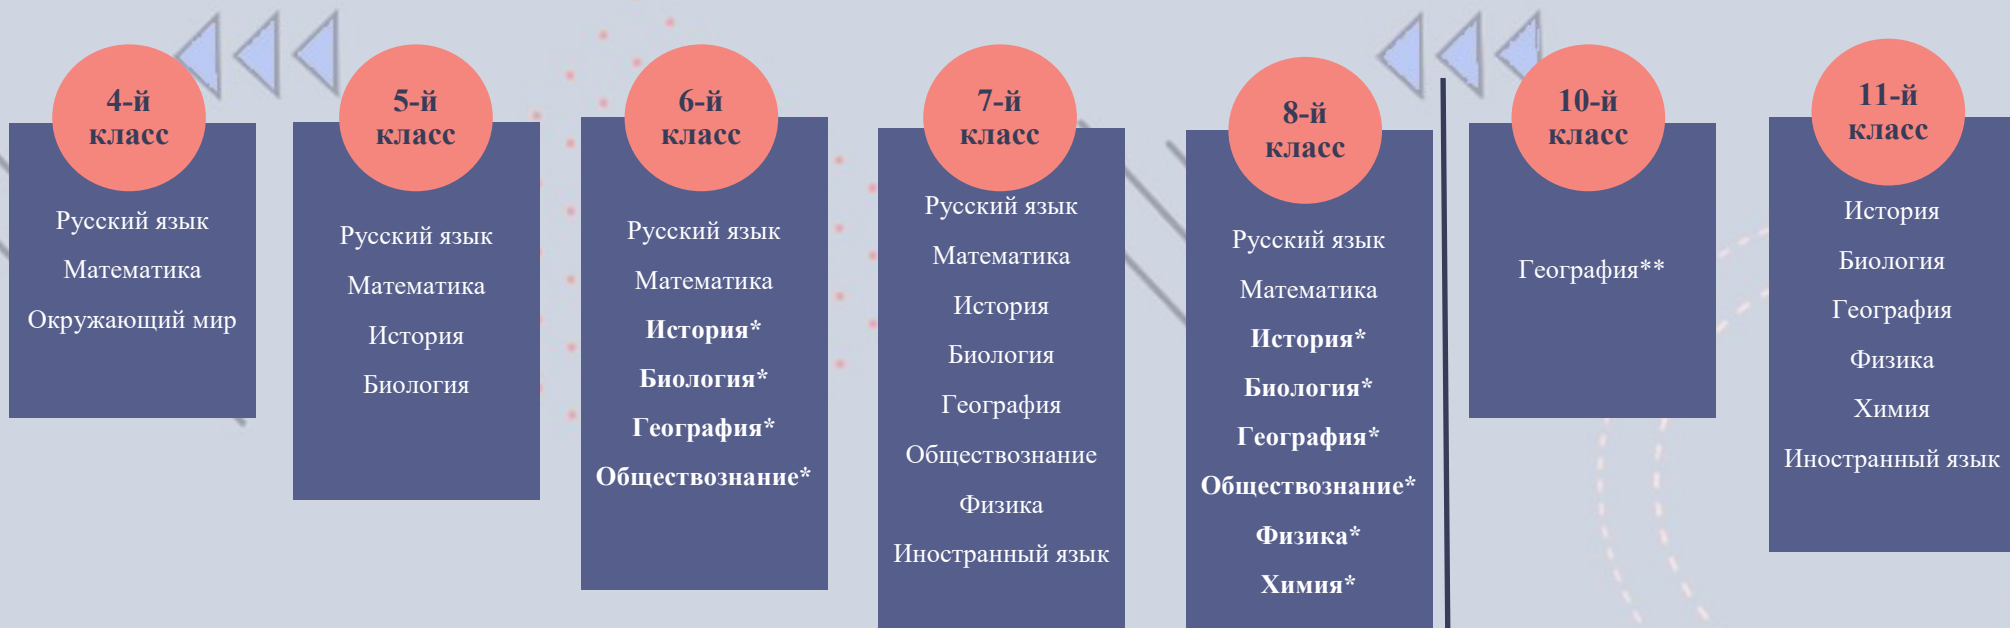 4-й
класс
Русский язык
Математика
Окружающий мир
5-й
класс
Русский язык
Математика
История
Биология
6-й
класс
Русский язык
Математика
История*
Биология*
География*
Обществознание*
7-й
класс
Русский язык
Математика
История
Биология
География
Обществознание
Физика
Иностранный язык
8-й
класс
Русский язык
Математика
История*
Биология*
География*
Обществознание*
Физика*
Химия*
10-й
класс
География**
11-й
класс
История
Биология
География
Физика
Химия
Иностранный язык